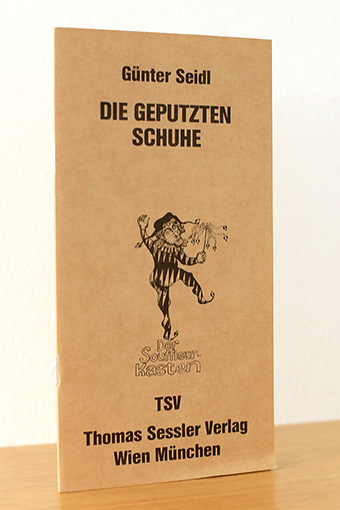 Günter Seidl
DIE GEPUTZTEN
SCHUHE
Der
Souffleur-
Kasten
TSV
Thomas Sessler Verlag
Wien München